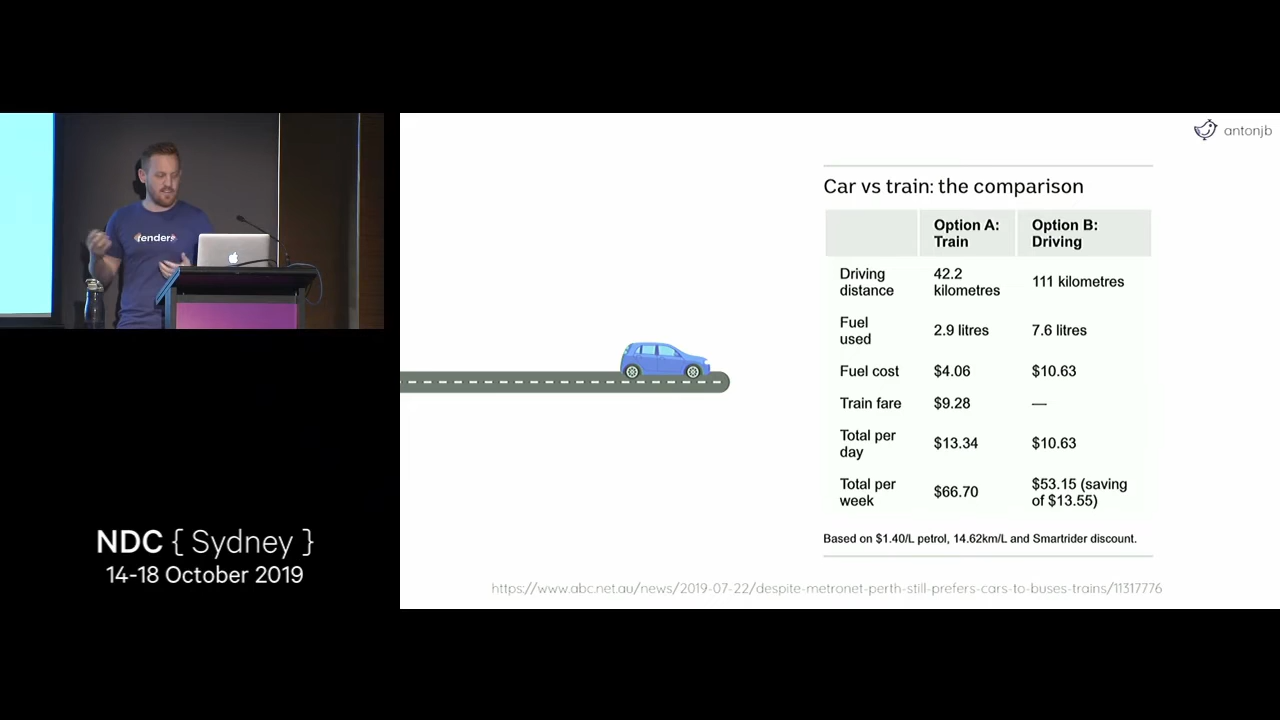 tenders
NDC { Sydney }
14-18 October 2019
antonjb
Car vs train: the comparison
Option A: Train
Option B: Driving
Driving distance
42.2 kilometres
111 kilometres
Fuel used
2.9 litres
7.6 litres
Fuel cost
$4.06
$10.63
Train fare
$9.28
—
Total per day
$13.34
$10.63
Total per week
$66.70
$53.15 (saving of $13.55)
Based on $1.40/L petrol, 14.62km/L and Smartrider discount.
https://www.abc.net.au/news/2019-07-22/despite-metronet-perth-still-prefers-cars-to-buses-trains/11317776